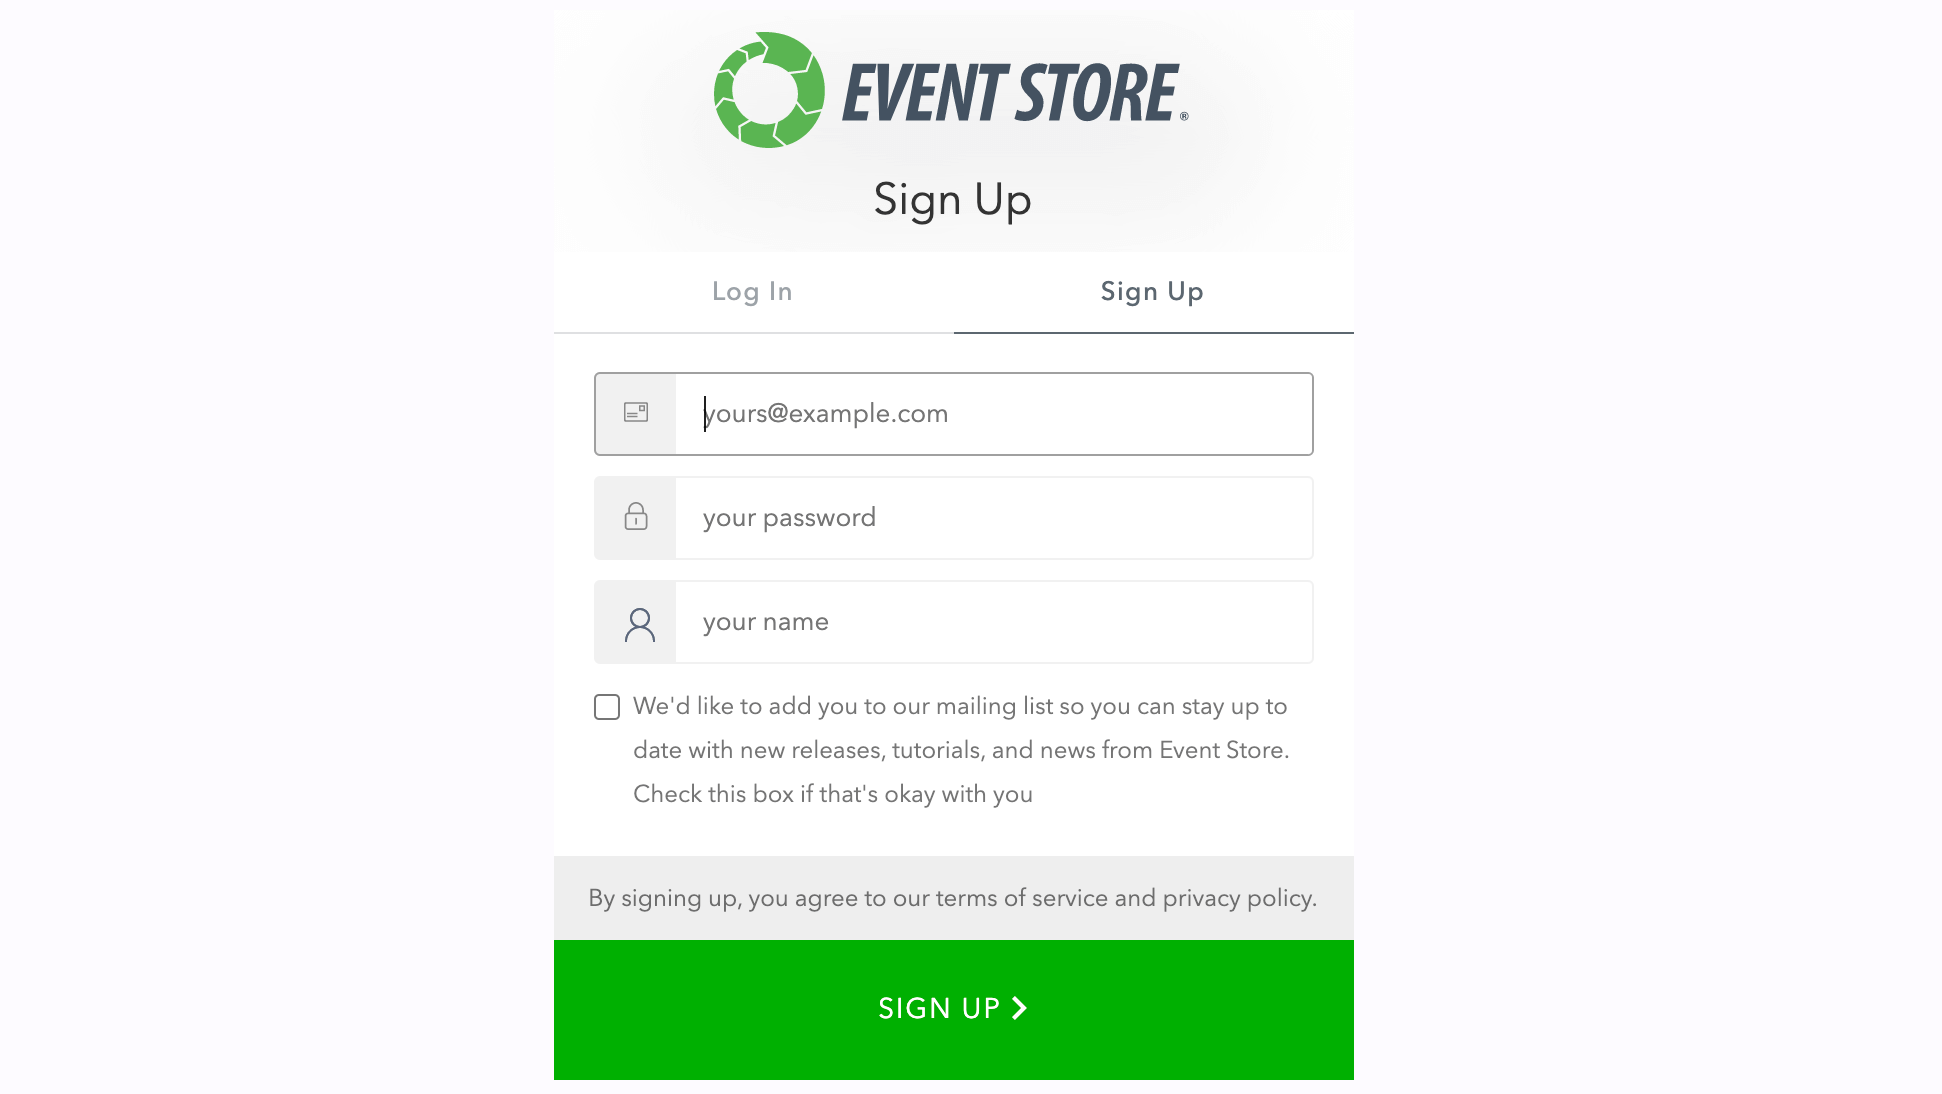 EVENT STORE®
Sign Up
Log In
Sign Up
yours@example.com
your password
your name
We'd like to add you to our mailing list so you can stay up to
date with new releases, tutorials, and news from Event Store.
Check this box if that's okay with you
By signing up, you agree to our terms of service and privacy policy.
SIGN UP